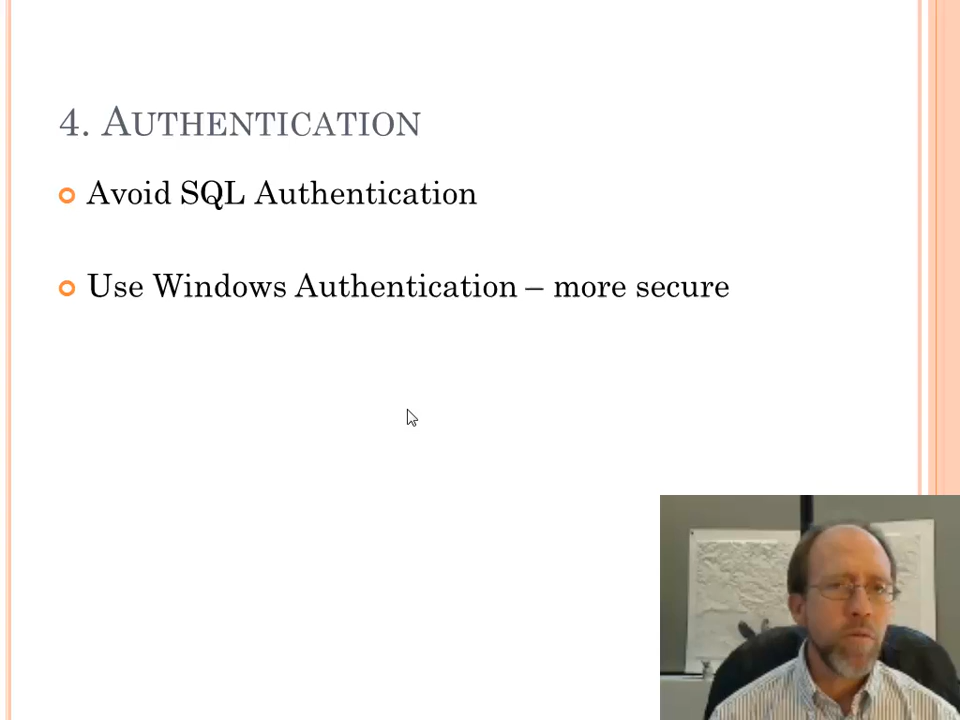 4. Authentication
Avoid SQL Authentication
Use Windows Authentication – more secure